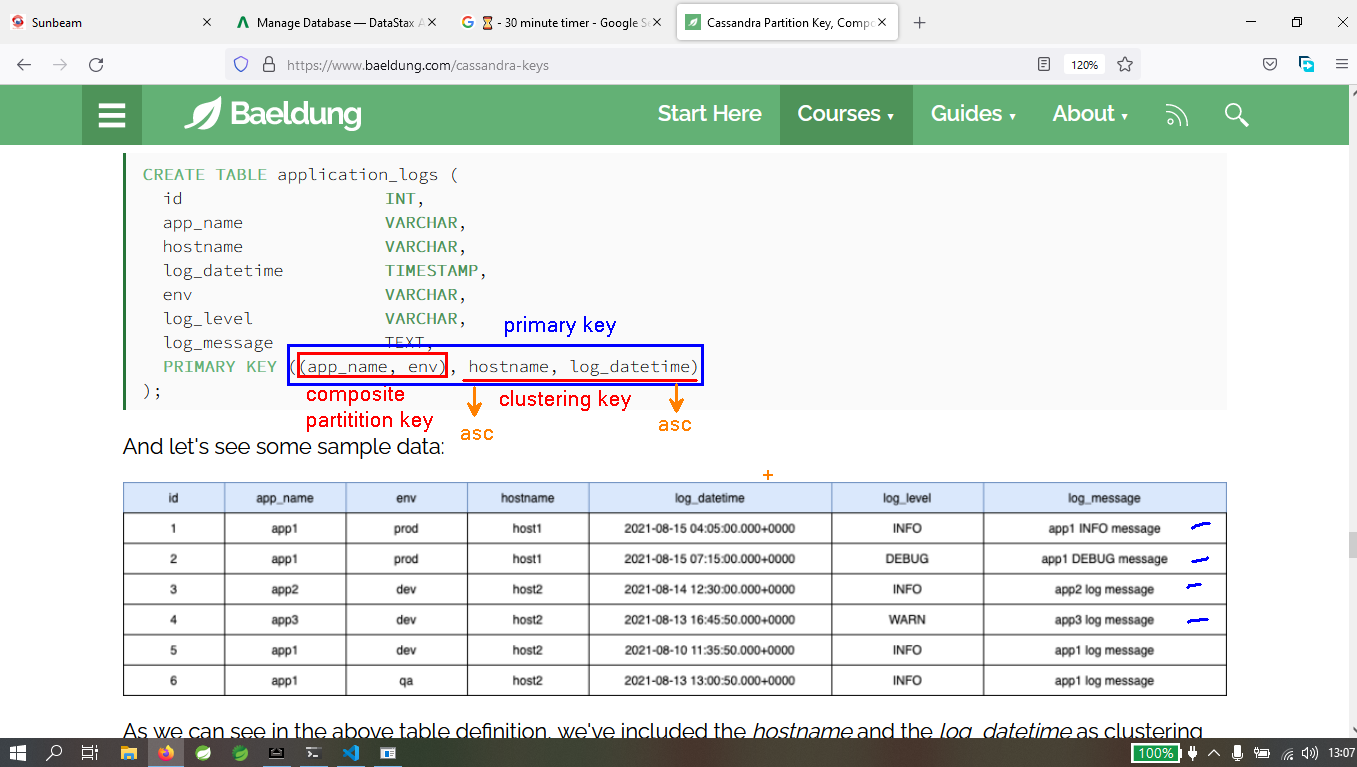 Sunbeam
Manage Database — DataStax A
- 30 minute timer - Google Se
Cassandra Partition Key, Compo
https://www.baeldung.com/cassandra-keys
120%
Baeldung
Start Here
Courses
Guides
About
CREATE TABLE application_logs (
id INT,
app_name VARCHAR,
hostname VARCHAR,
log_datetime TIMESTAMP,
env VARCHAR,
log_level VARCHAR,
log_message TEXT,
primary key
PRIMARY KEY ((app_name, env), hostname, log_datetime)
);
composite
partitition key
clustering key
asc
asc
And let's see some sample data:
id app_name env hostname log_datetime log_level log_message
1 app1 prod host1 2021-08-15 04:05:00.000+0000 INFO app1 INFO message
2 app1 prod host1 2021-08-15 07:15:00.000+0000 DEBUG app1 DEBUG message
3 app2 dev host2 2021-08-14 12:30:00.000+0000 INFO app2 log message
4 app3 dev host2 2021-08-13 16:45:50.000+0000 WARN app3 log message
5 app1 dev host2 2021-08-10 11:35:50.000+0000 INFO app1 log message
6 app1 qa host2 2021-08-13 13:00:50.000+0000 INFO app1 log message
As we can see in the above table definition, we've included the hostname and the log_datetime as clustering
100%
13:07